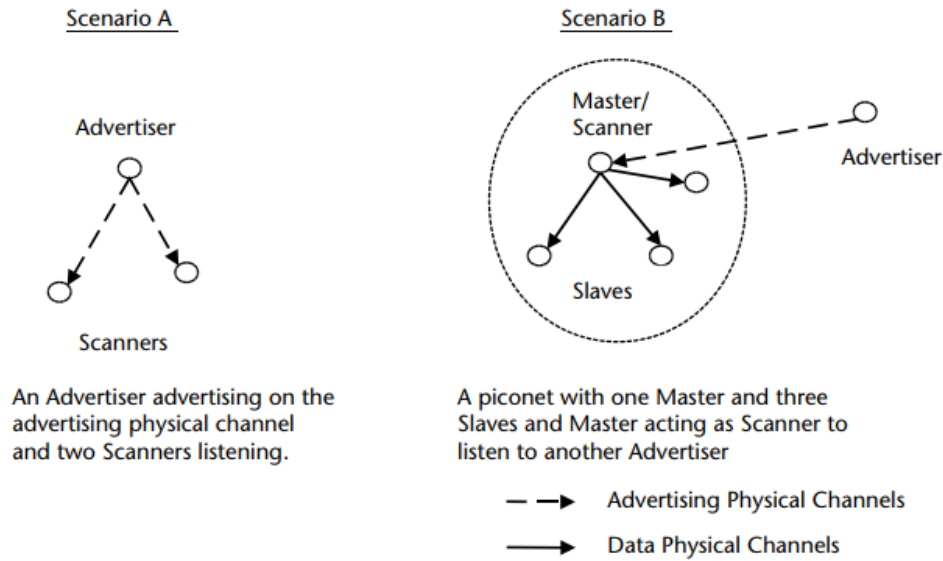 Scenario A
Advertiser
Scanners
An Advertiser advertising on the
advertising physical channel
and two Scanners listening.
Scenario B
Master/
Scanner
Advertiser
Slaves
A piconet with one Master and three
Slaves and Master acting as Scanner to
listen to another Advertiser
Advertising Physical Channels
Data Physical Channels